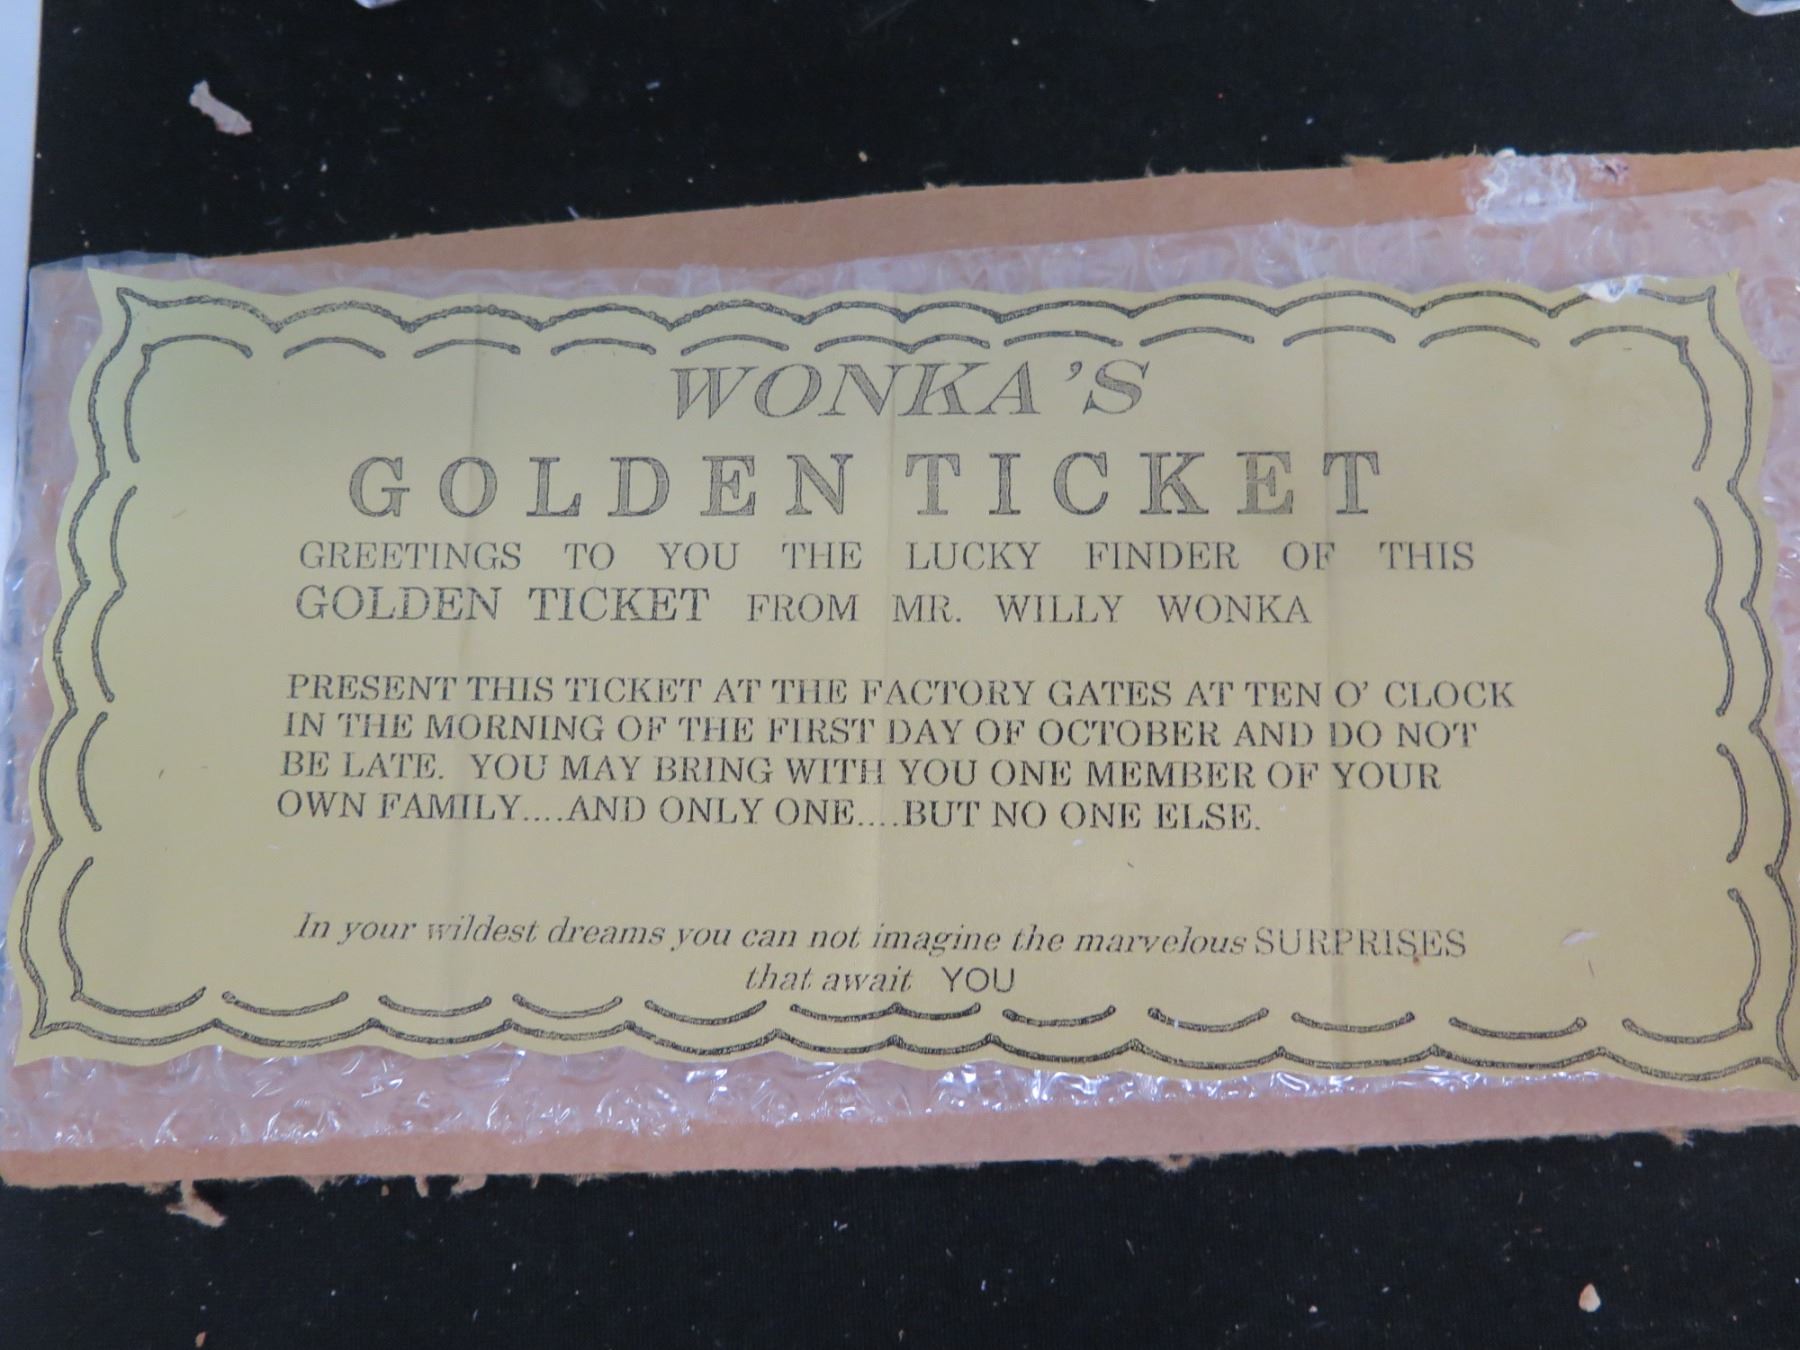 WONKA'S
GOLDEN TICKET
GREETINGS TO YOU THE LUCKY FINDER OF THIS
GOLDEN TICKET FROM MR. WILLY WONKA
PRESENT THIS TICKET AT THE FACTORY GATES AT TEN O' CLOCK
IN THE MORNING OF THE FIRST DAY OF OCTOBER AND DO NOT
BE LATE. YOU MAY BRING WITH YOU ONE MEMBER OF YOUR
OWN FAMILY....AND ONLY ONE....BUT NO ONE ELSE.
In your wildest dreams you can not imagine the marvelous SURPRISES
that await YOU